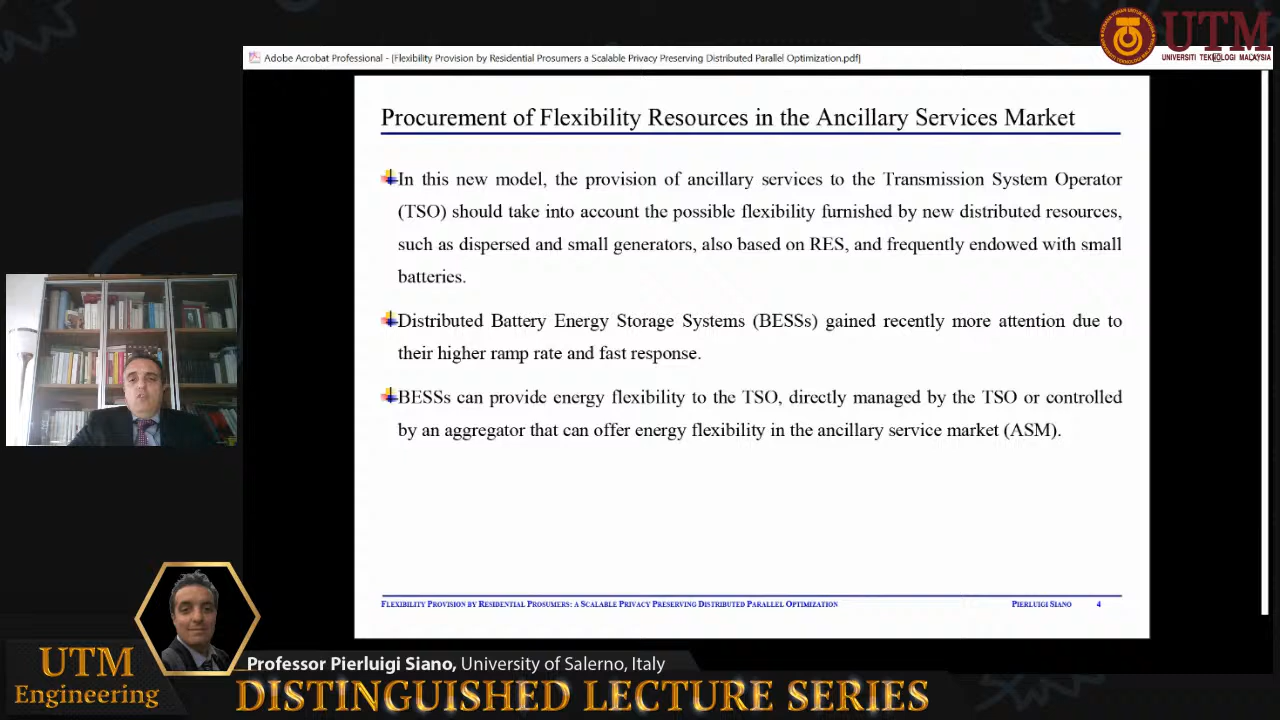 UTM
UNIVERSITI TEKNOLOGI MALAYSIA
Adobe Acrobat Professional - [Flexibility Provision by Residential Prosumers a Scalable Privacy Preserving Distributed Parallel Optimization.pdf]
Procurement of Flexibility Resources in the Ancillary Services Market
In this new model, the provision of ancillary services to the Transmission System Operator
(TSO) should take into account the possible flexibility furnished by new distributed resources,
such as dispersed and small generators, also based on RES, and frequently endowed with small
batteries.
Distributed Battery Energy Storage Systems (BESSs) gained recently more attention due to
their higher ramp rate and fast response.
BESSs can provide energy flexibility to the TSO, directly managed by the TSO or controlled
by an aggregator that can offer energy flexibility in the ancillary service market (ASM).
FLEXIBILITY PROVISION BY RESIDENTIAL PROSUMERS: A SCALABLE PRIVACY PRESERVING DISTRIBUTED PARALLEL OPTIMIZATION PIERLUIGI SIANO 4
Professor Pierluigi Siano, University of Salerno, Italy
UTM
Engineering
DISTINGUISHED LECTURE SERIES